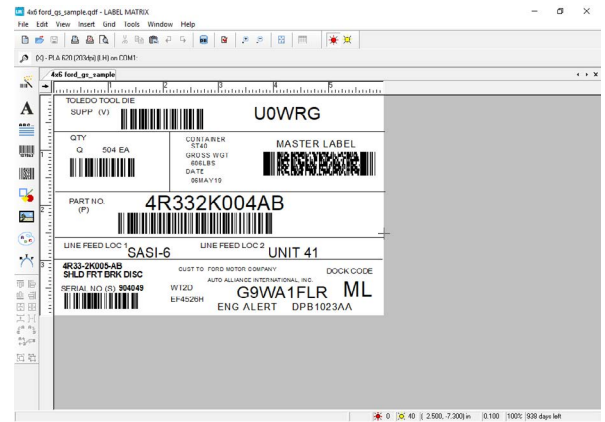 4x6 ford_gs_sample.qdf - LABEL MATRIX
File Edit View Insert Grid Tools Window Help
4x6 ford_gs_sample
TOLEDO TOOL DIE
SUPP (V)
U0WRG
QTY
Q 504 EA
CONTAINER
ST40
GROSS WGT
606LBS
DATE
06MAY10
MASTER LABEL
PART NO.
(P)
4R332K004AB
LINE FEED LOC 1
SASI-6
LINE FEED LOC 2
UNIT 41
4R33-2K005-AB
SHLD FRT BRK DISC
SERIAL NO (S) 904049
CUST TO FORD MOTOR COMPANY
AUTO ALLIANCE INTERNATIONAL, INC.
DOCK CODE
WT2D
EF4526H
G9WA1FLR
ML
ENG ALERT DPB1023AA
0 40 ( 2.500, -7.300) in 0.100 100% 939 days left